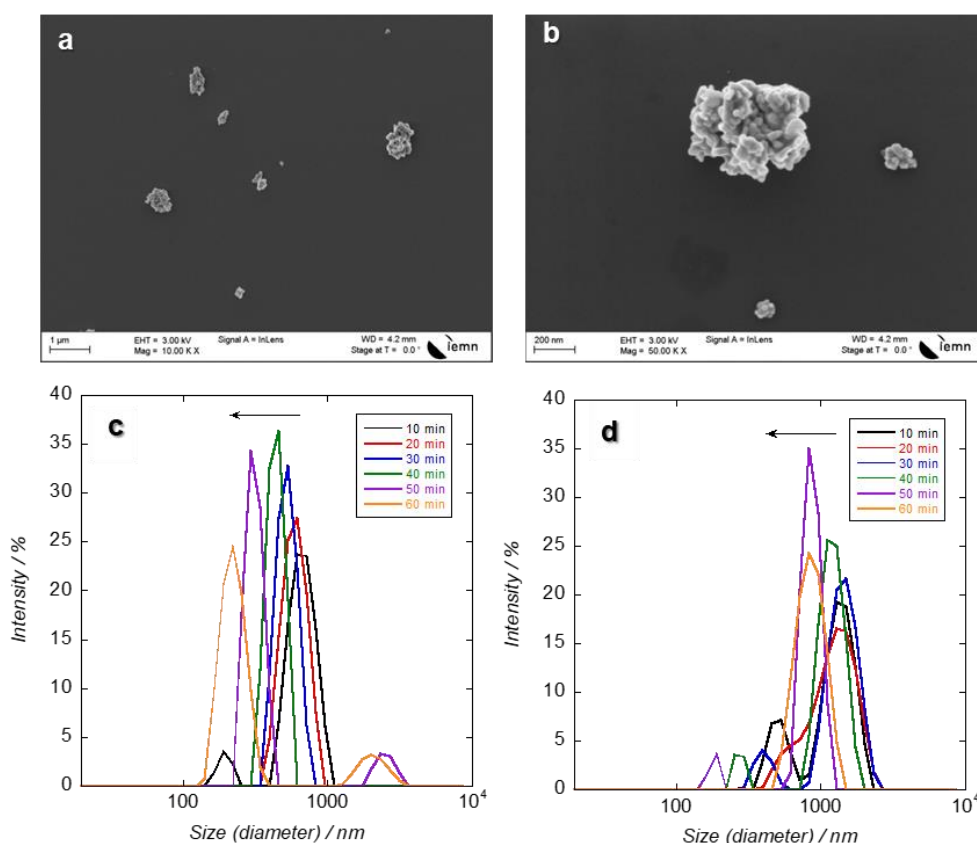 a
1 µm
EHT = 3.00 kV
Mag = 10.00 K X
Signal A = InLens
WD = 4.2 mm
Stage at T = 0.0 °
iemn
b
200 nm
EHT = 3.00 kV
Mag = 50.00 K X
Signal A = InLens
WD = 4.2 mm
Stage at T = 0.0 °
iemn
c
40
35
30
25
20
15
10
5
0
Intensity / %
10 min
20 min
30 min
40 min
50 min
60 min
100
1000
10⁴
Size (diameter) / nm
d
40
35
30
25
20
15
10
5
0
Intensity / %
10 min
20 min
30 min
40 min
50 min
60 min
100
1000
10⁴
Size (diameter) / nm